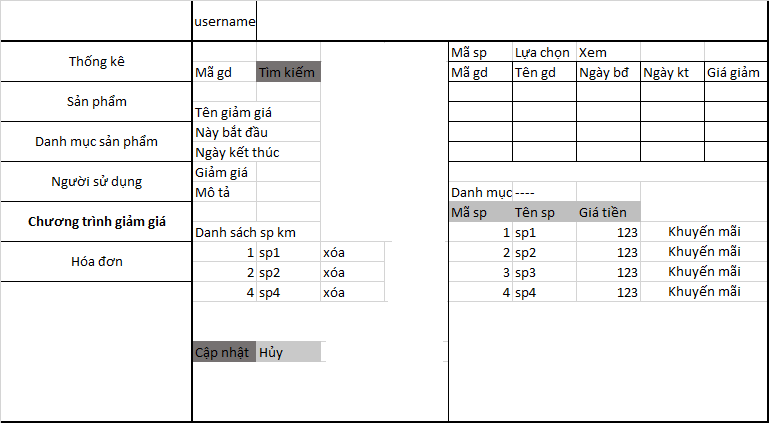 username
Thống kê
Sản phẩm
Danh mục sản phẩm
Người sử dụng
Chương trình giảm giá
Hóa đơn
Mã gd Tìm kiếm
Tên giảm giá
Này bắt đầu
Ngày kết thúc
Giảm giá
Mô tả
Danh sách sp km
1 sp1 xóa
2 sp2 xóa
4 sp4 xóa
Cập nhật Hủy
Mã sp Lựa chọn Xem
Mã gd Tên gd Ngày bđ Ngày kt Giá giảm
Danh mục ----
Mã sp Tên sp Giá tiền
1 sp1 123 Khuyến mãi
2 sp2 123 Khuyến mãi
3 sp3 123 Khuyến mãi
4 sp4 123 Khuyến mãi